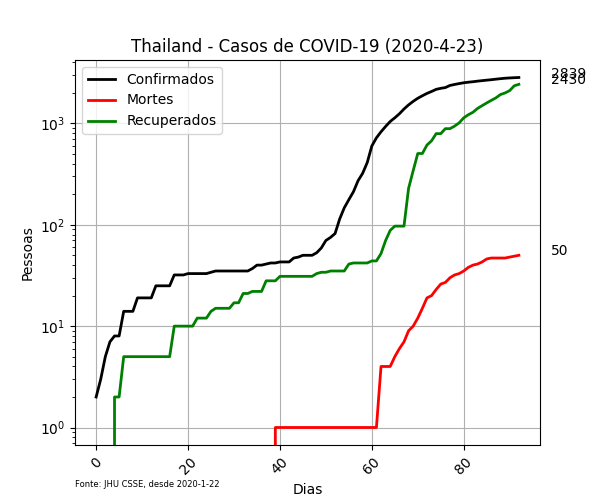 Thailand - Casos de COVID-19 (2020-4-23)
Confirmados
Mortes
Recuperados
2839
2430
50
10³
10²
10¹
10⁰
Pessoas
0
20
40
60
80
Dias
Fonte: JHU CSSE, desde 2020-1-22